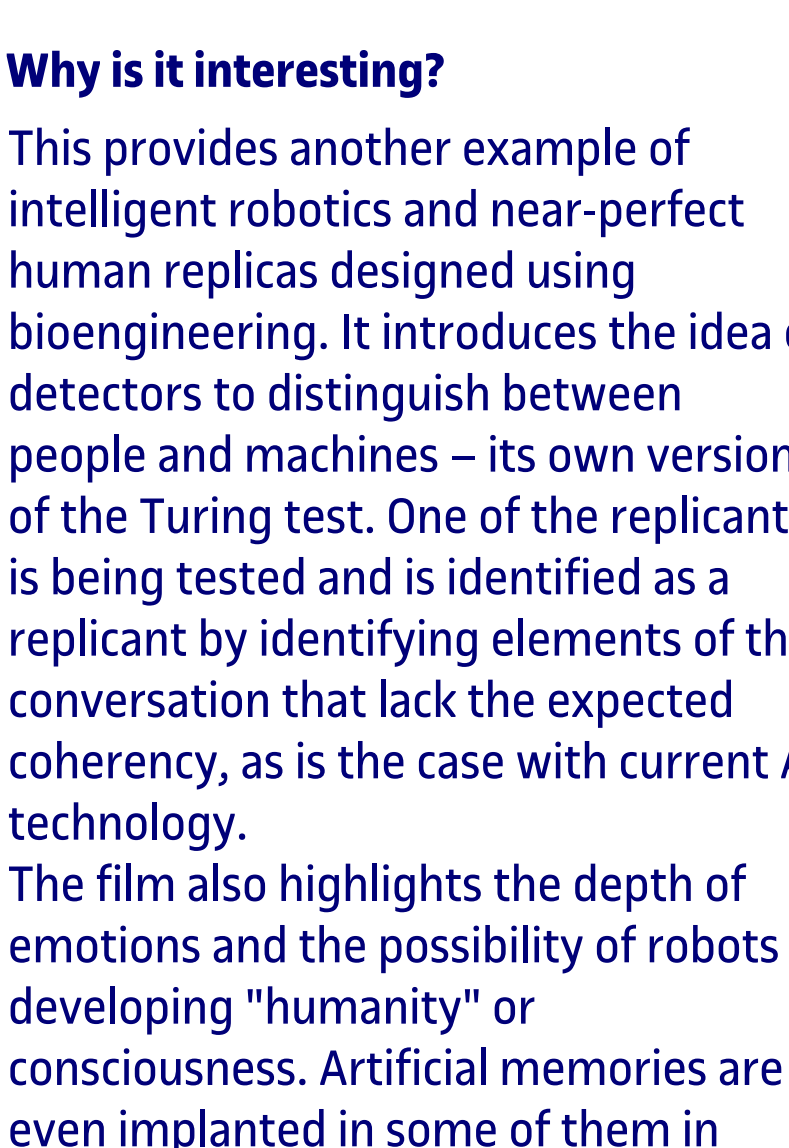 Why is it interesting?
This provides another example of
intelligent robotics and near-perfect
human replicas designed using
bioengineering. It introduces the idea
detectors to distinguish between
people and machines – its own version
of the Turing test. One of the replicant
is being tested and is identified as a
replicant by identifying elements of th
conversation that lack the expected
coherency, as is the case with current
technology.
The film also highlights the depth of
emotions and the possibility of robots
developing "humanity" or
consciousness. Artificial memories are
even implanted in some of them in